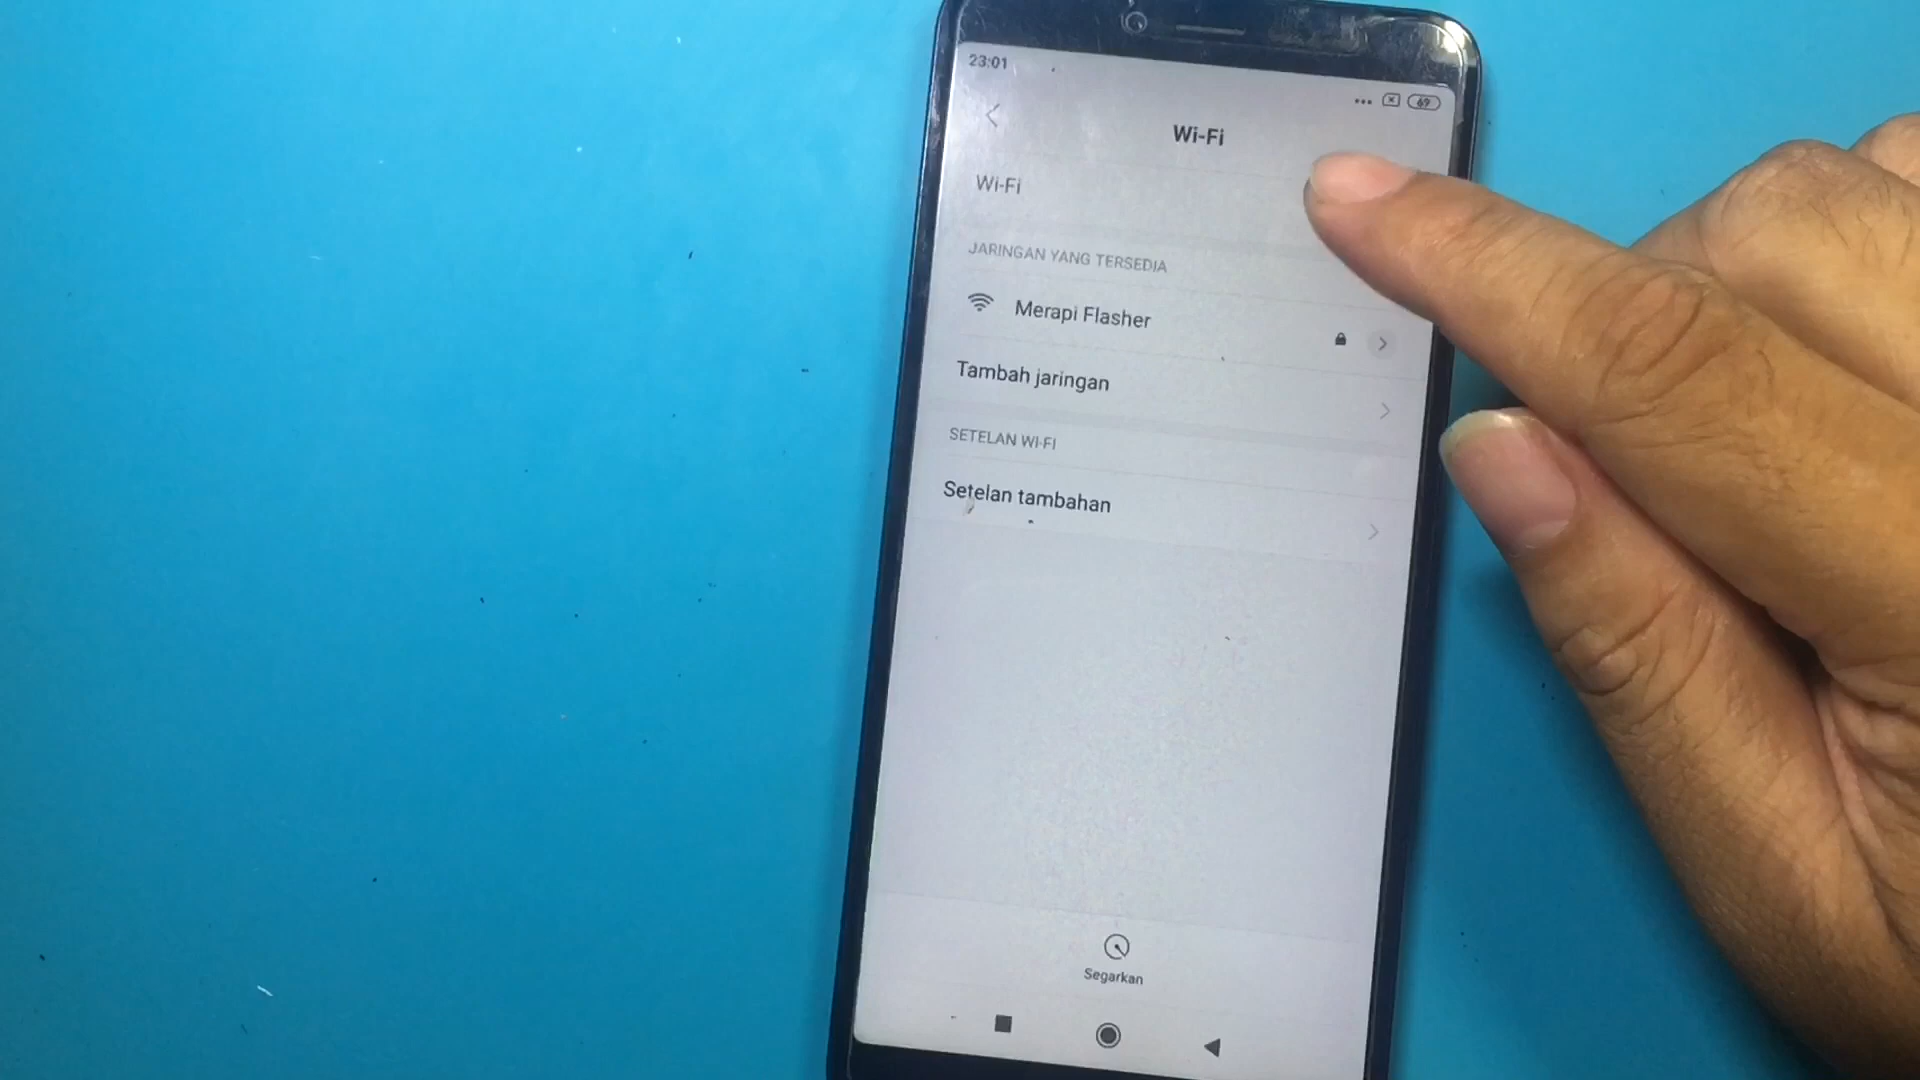 23:01
69
Wi-Fi
Wi-Fi
JARINGAN YANG TERSEDIA
Merapi Flasher
Tambah jaringan
SETELAN WI-FI
Setelan tambahan
Segarkan